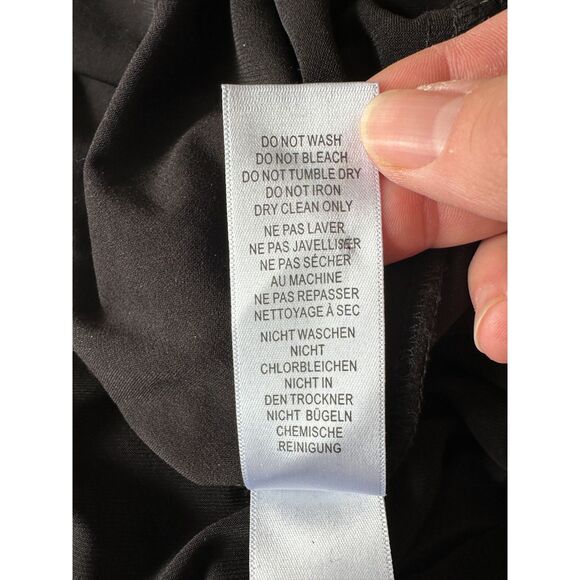 DO NOT WASH
DO NOT BLEACH
DO NOT TUMBLE DRY
DO NOT IRON
DRY CLEAN ONLY
NE PAS LAVER
NE PAS JAVELLISER
NE PAS SÉCHER
AU MACHINE
NE PAS REPASSER
NETTOYAGE À SEC
NICHT WASCHEN
NICHT
CHLORBLEICHEN
NICHT IN
DEN TROCKNER
NICHT BÜGELN
CHEMISCHE
REINIGUNG